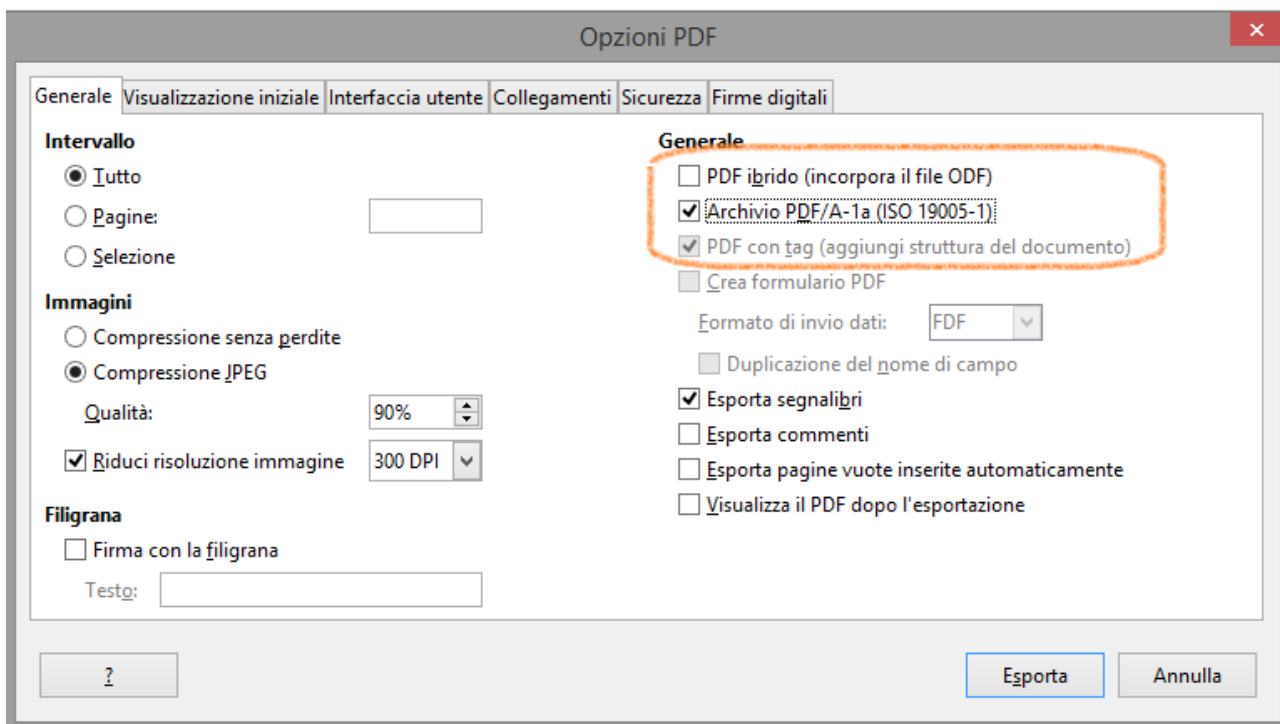 Opzioni PDF
Generale Visualizzazione iniziale Interfaccia utente Collegamenti Sicurezza Firme digitali
Intervallo
Tutto
Pagine:
Selezione
Immagini
Compressione senza perdite
Compressione JPEG
Qualità: 90%
Riduci risoluzione immagine 300 DPI
Filigrana
Firma con la filigrana
Testo:
Generale
PDF ibrido (incorpora il file ODF)
Archivio PDF/A-1a (ISO 19005-1)
PDF con tag (aggiungi struttura del documento)
Crea formulario PDF
Formato di invio dati: FDF
Duplicazione del nome di campo
Esporta segnalibri
Esporta commenti
Esporta pagine vuote inserite automaticamente
Visualizza il PDF dopo l'esportazione
? Esporta Annulla